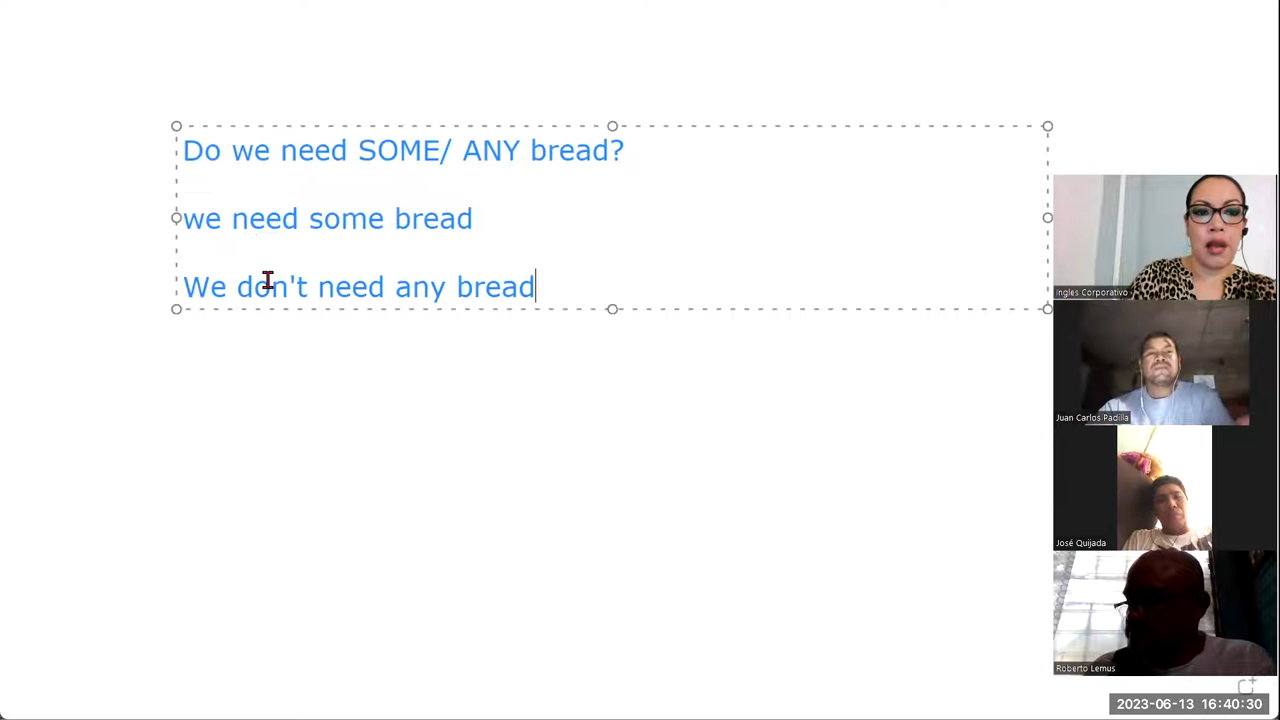 Do we need SOME/ ANY bread?
we need some bread
We don't need any bread
Ingles Corporativo
Juan Carlos Padilla
José Quijada
Roberto Lemus
2023-06-13 16:40:30